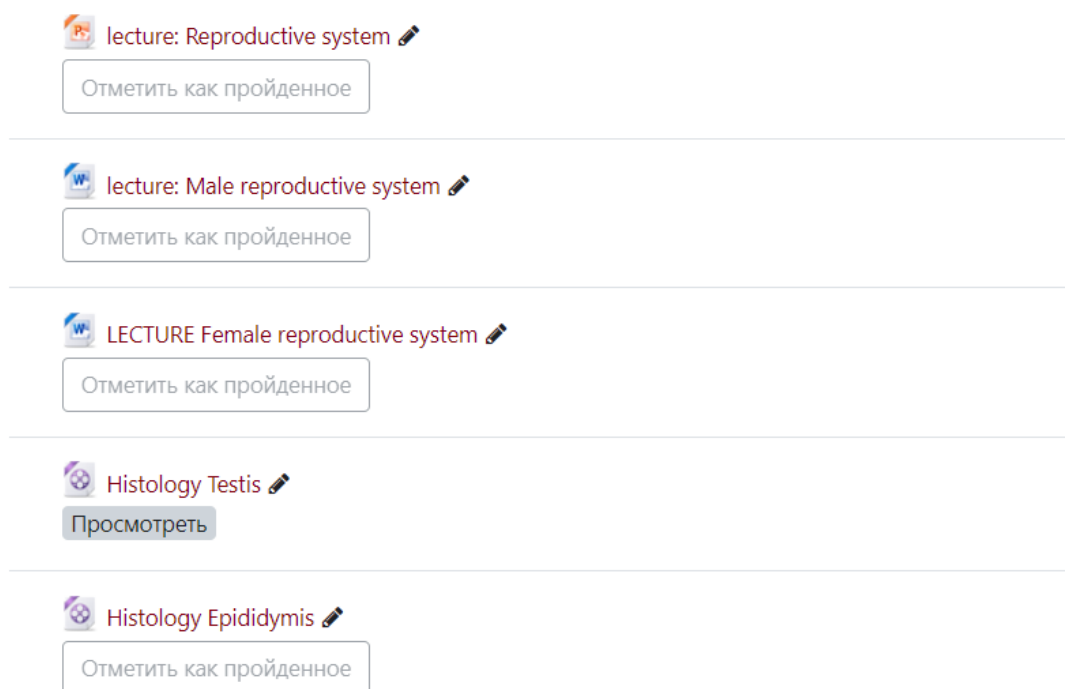 lecture: Reproductive system
Отметить как пройденное
lecture: Male reproductive system
Отметить как пройденное
LECTURE Female reproductive system
Отметить как пройденное
Histology Testis
Просмотреть
Histology Epididymis
Отметить как пройденное